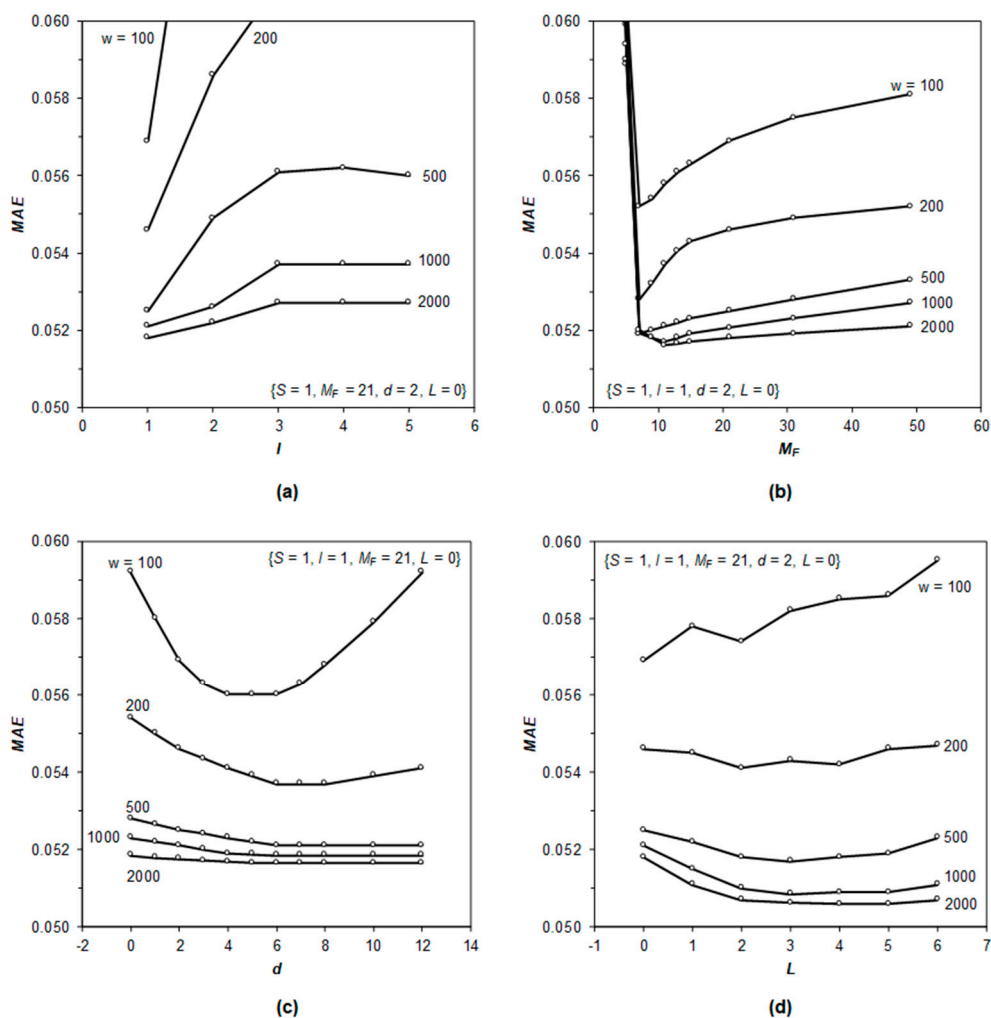 0.060
0.058
0.056
0.054
0.052
0.050
MAE
w = 100
200
500
1000
2000
{S = 1, M_F = 21, d = 2, L = 0}
0 1 2 3 4 5 6
I
(a)
0.060
0.058
0.056
0.054
0.052
0.050
MAE
w = 100
200
500
1000
2000
{S = 1, I = 1, d = 2, L = 0}
0 10 20 30 40 50 60
M_F
(b)
0.060
0.058
0.056
0.054
0.052
0.050
MAE
w = 100
{S = 1, I = 1, M_F = 21, L = 0}
200
500
1000
2000
-2 0 2 4 6 8 10 12 14
d
(c)
0.060
0.058
0.056
0.054
0.052
0.050
MAE
{S = 1, I = 1, M_F = 21, d = 2, L = 0}
w = 100
200
500
1000
2000
-1 0 1 2 3 4 5 6 7
L
(d)